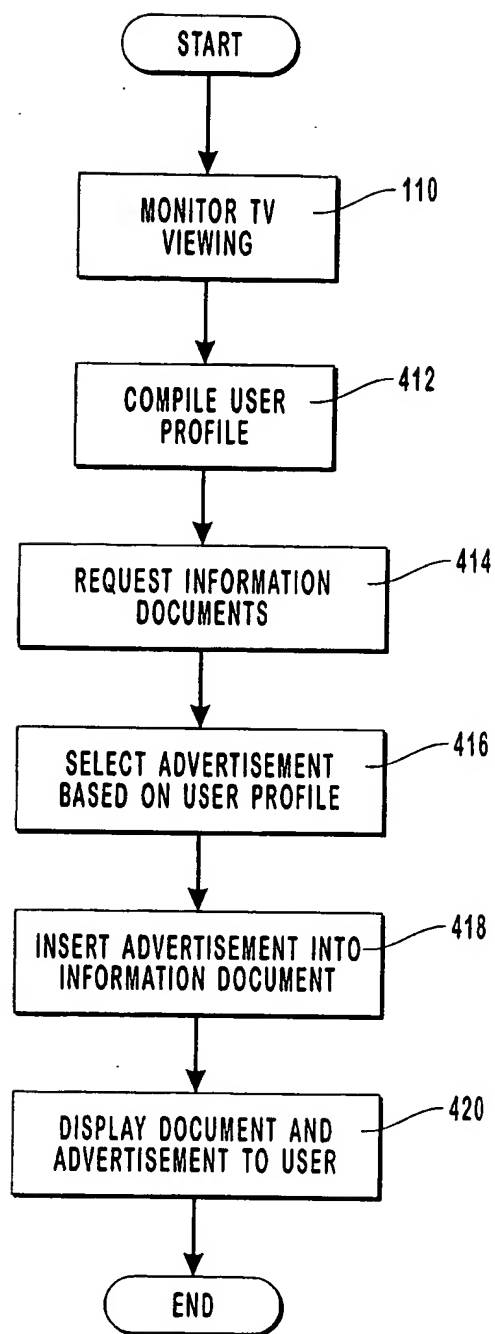 START
MONITOR TV
VIEWING
110
COMPILE USER
PROFILE
412
REQUEST INFORMATION
DOCUMENTS
414
SELECT ADVERTISEMENT
BASED ON USER PROFILE
416
INSERT ADVERTISEMENT INTO
INFORMATION DOCUMENT
418
DISPLAY DOCUMENT AND
ADVERTISEMENT TO USER
420
END